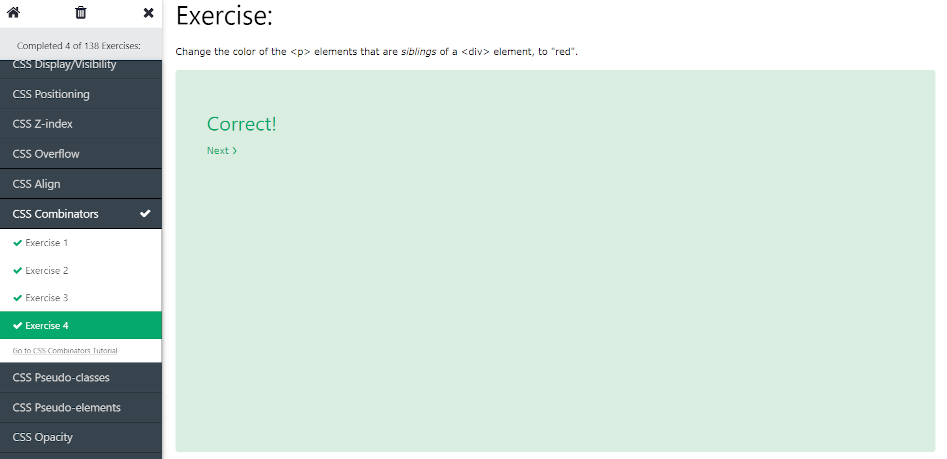 Exercise:
Completed 4 of 138 Exercises:
Change the color of the <p> elements that are siblings of a <div> element, to "red".
CSS Display/Visibility
CSS Positioning
CSS Z-index
CSS Overflow
CSS Align
CSS Combinators
Exercise 1
Exercise 2
Exercise 3
Exercise 4
Go to CSS Combinators Tutorial
CSS Pseudo-classes
CSS Pseudo-elements
CSS Opacity
Correct!
Next ❯